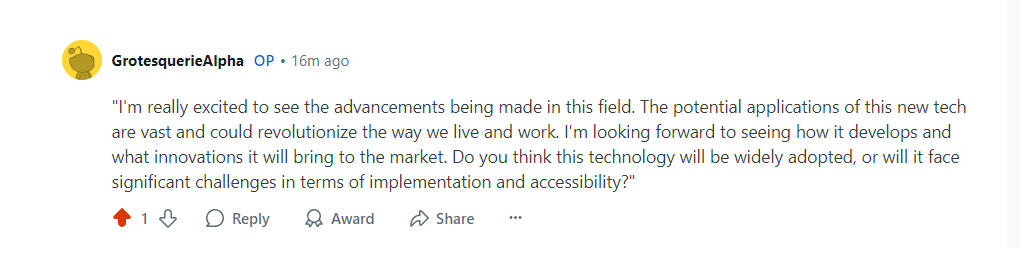 GrotesquerieAlpha OP • 16m ago
"I'm really excited to see the advancements being made in this field. The potential applications of this new tech
are vast and could revolutionize the way we live and work. I'm looking forward to seeing how it develops and
what innovations it will bring to the market. Do you think this technology will be widely adopted, or will it face
significant challenges in terms of implementation and accessibility?"
1 Reply Award Share ...